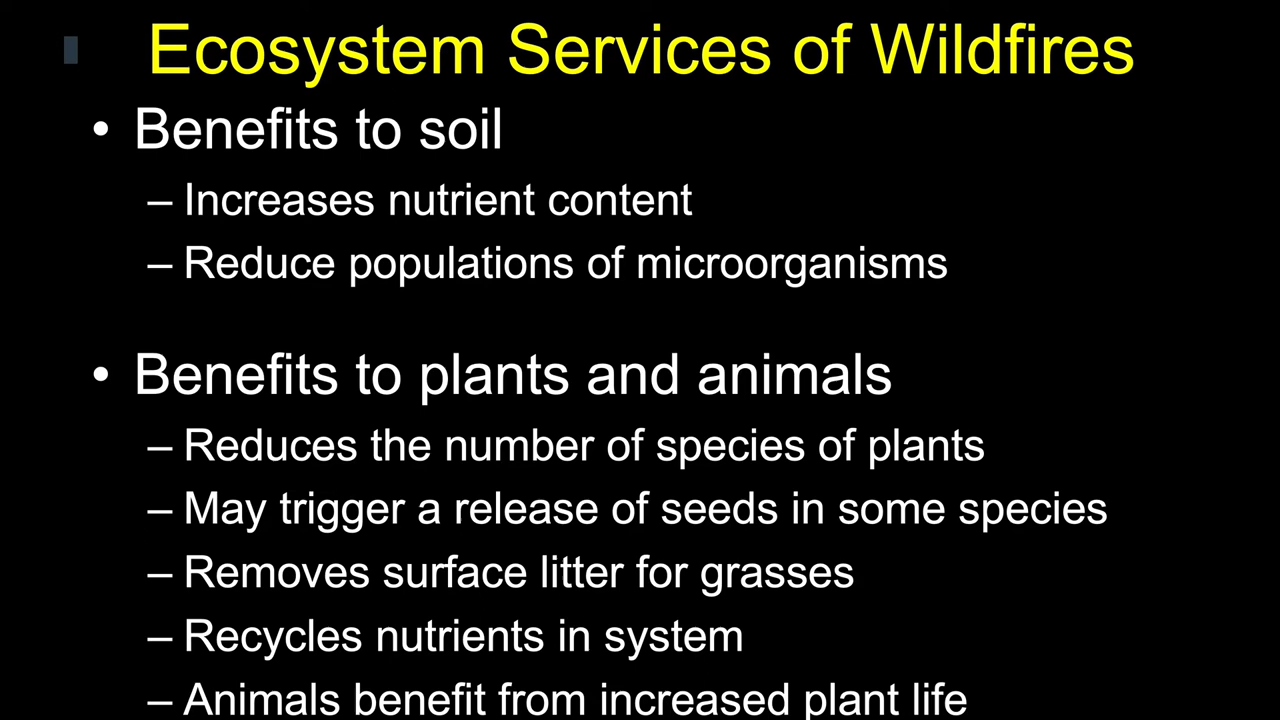 Ecosystem Services of Wildfires
• Benefits to soil
– Increases nutrient content
– Reduce populations of microorganisms
• Benefits to plants and animals
– Reduces the number of species of plants
– May trigger a release of seeds in some species
– Removes surface litter for grasses
– Recycles nutrients in system
– Animals benefit from increased plant life